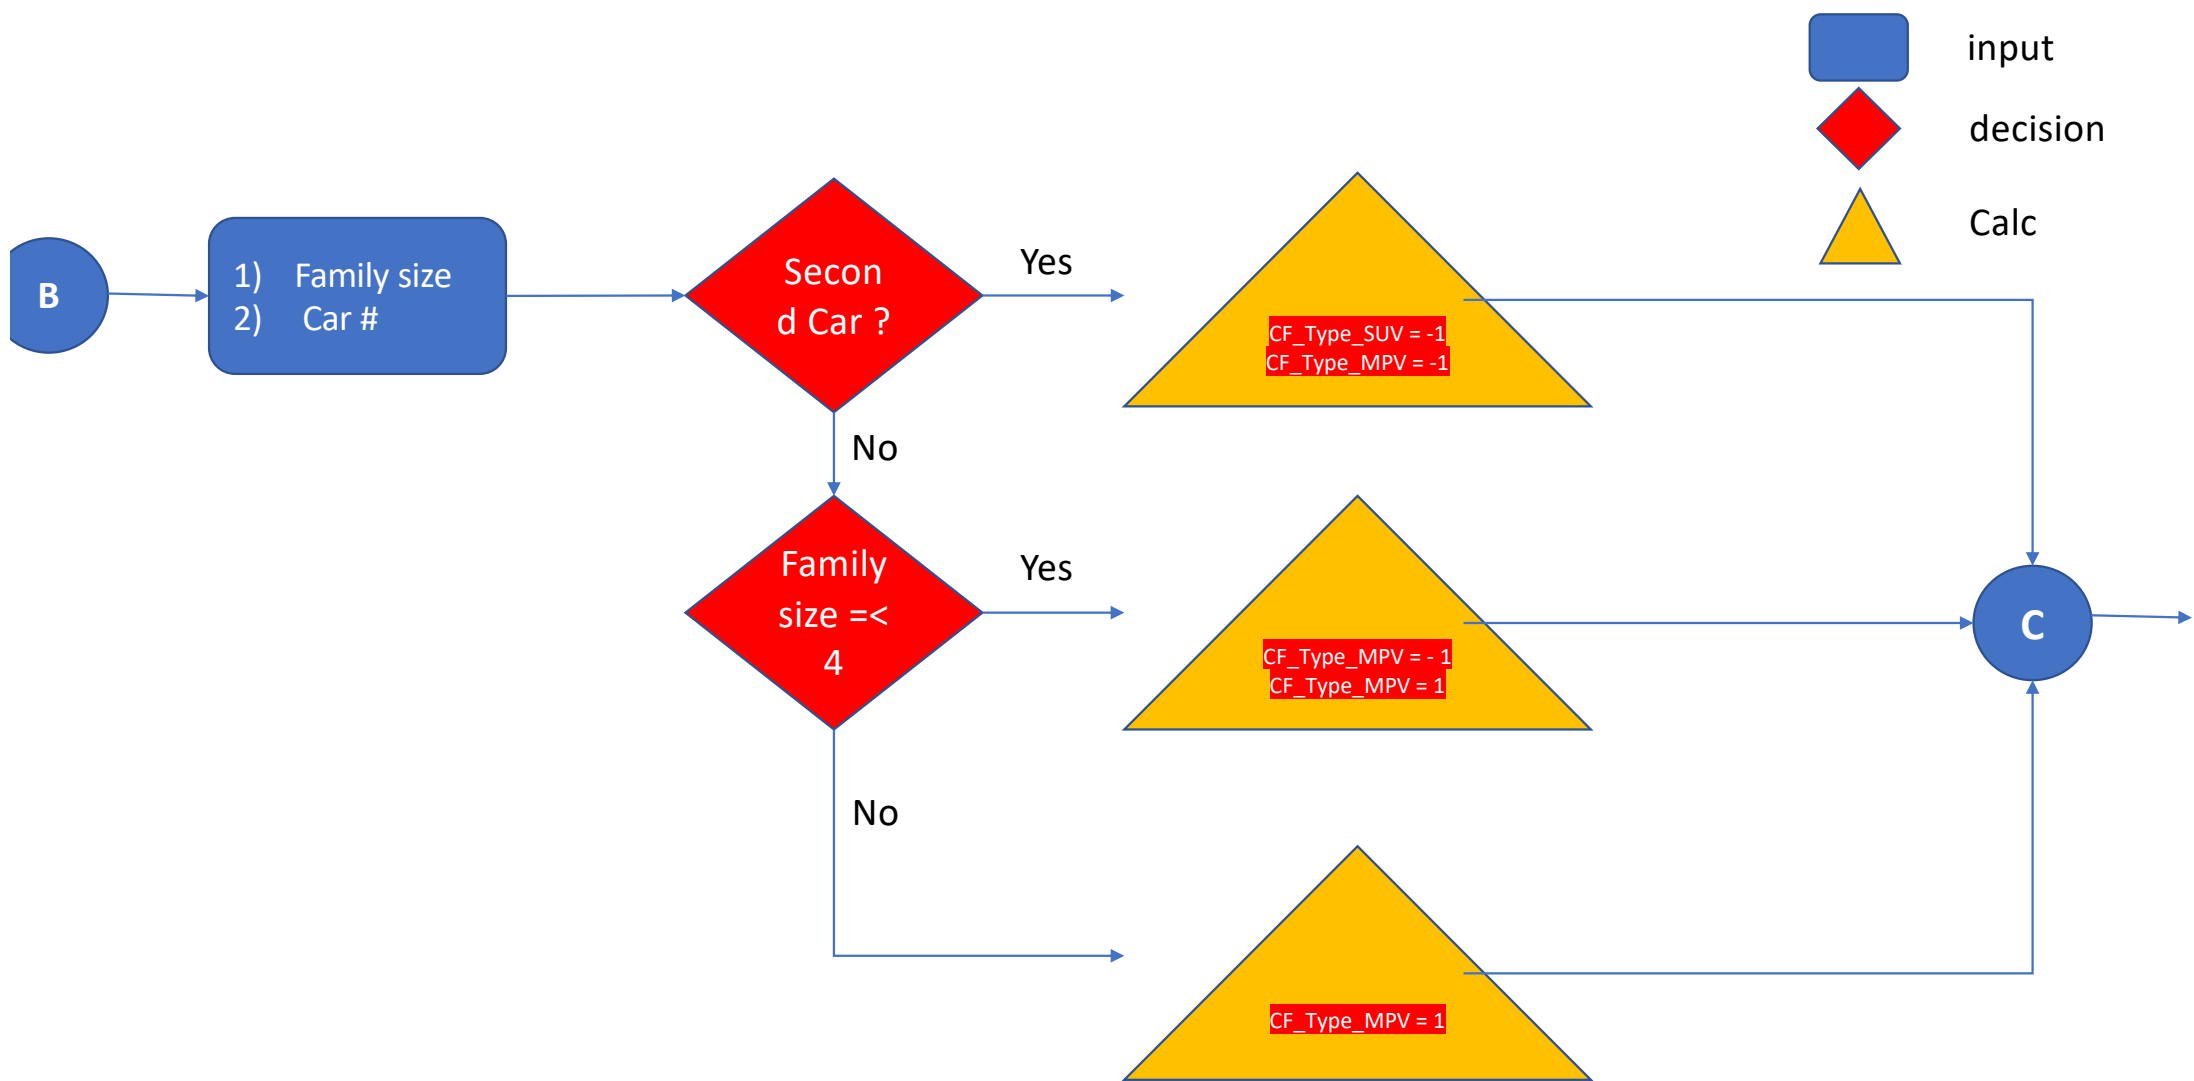 input
decision
Calc
B
1) Family size
2) Car #
Secon
d Car ?
Yes
CF_Type_SUV = -1
CF_Type_MPV = -1
No
Family
size =<
4
Yes
CF_Type_MPV = - 1
CF_Type_MPV = 1
C
No
CF_Type_MPV = 1